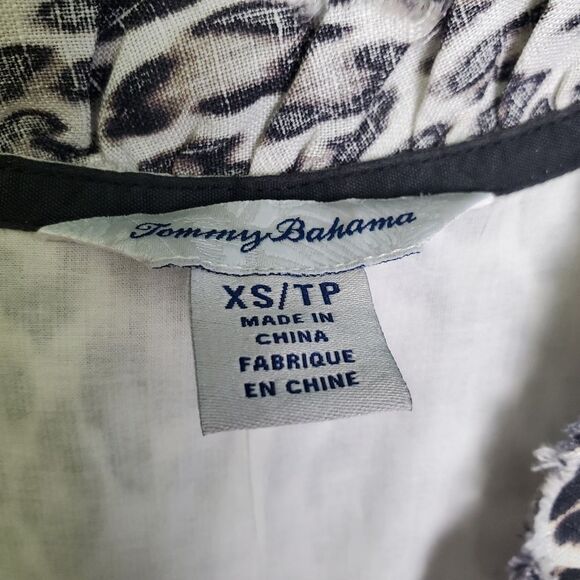 Tommy Bahama
XS/TP
MADE IN
CHINA
FABRIQUE
EN CHINE